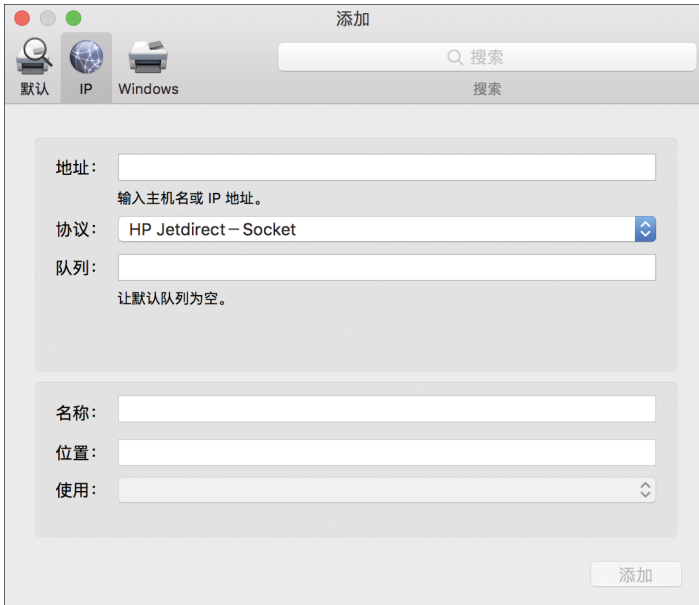 添加
搜索
默认 IP Windows 搜索
地址：
输入主机名或 IP 地址。
协议： HP Jetdirect－Socket
队列：
让默认队列为空。
名称：
位置：
使用：
添加